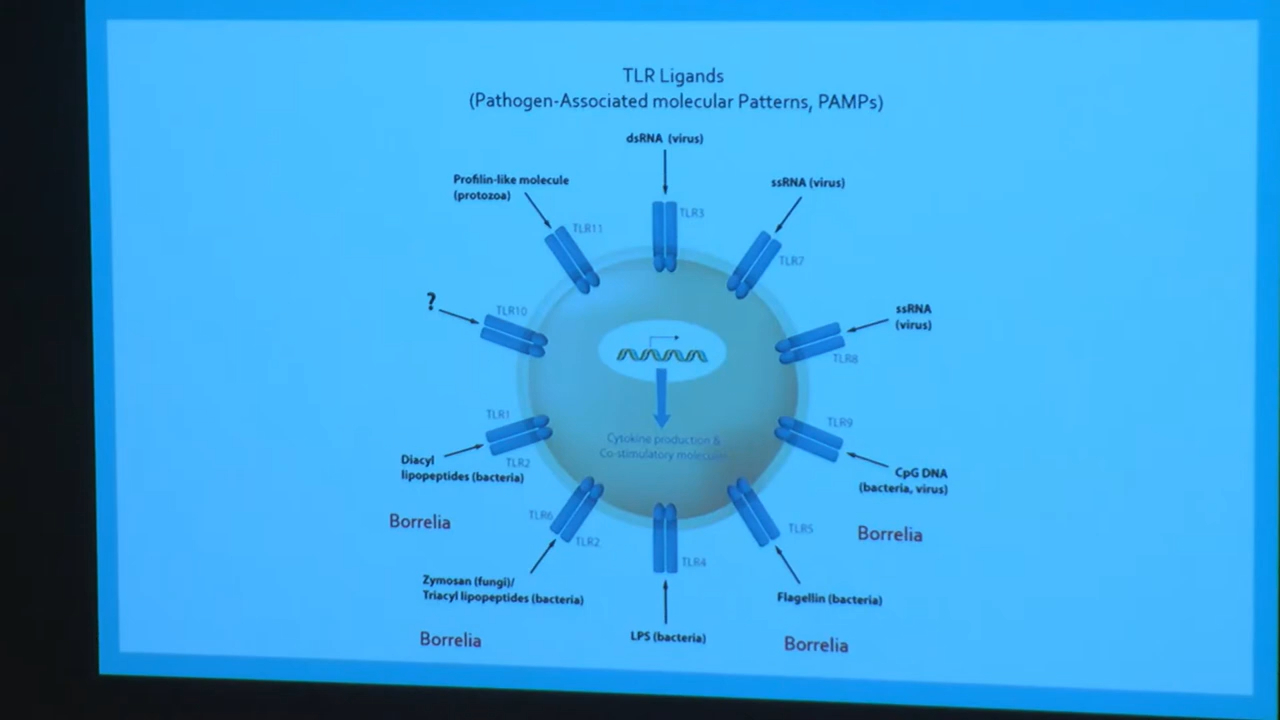 TLR Ligands
(Pathogen-Associated molecular Patterns, PAMPs)
dsRNA (virus)
Profilin-like molecule
(protozoa)
ssRNA (virus)
TLR3
TLR11
TLR7
?
TLR10
ssRNA
(virus)
TLR8
TLR1
TLR9
Cytokine production &
Co-stimulatory molecules
TLR2
Diacyl
lipopeptides (bacteria)
CpG DNA
(bacteria, virus)
Borrelia
TLR6
TLR2
TLR5
Borrelia
TLR4
Zymosan (fungi)/
Triacyl lipopeptides (bacteria)
Flagellin (bacteria)
LPS (bacteria)
Borrelia
Borrelia